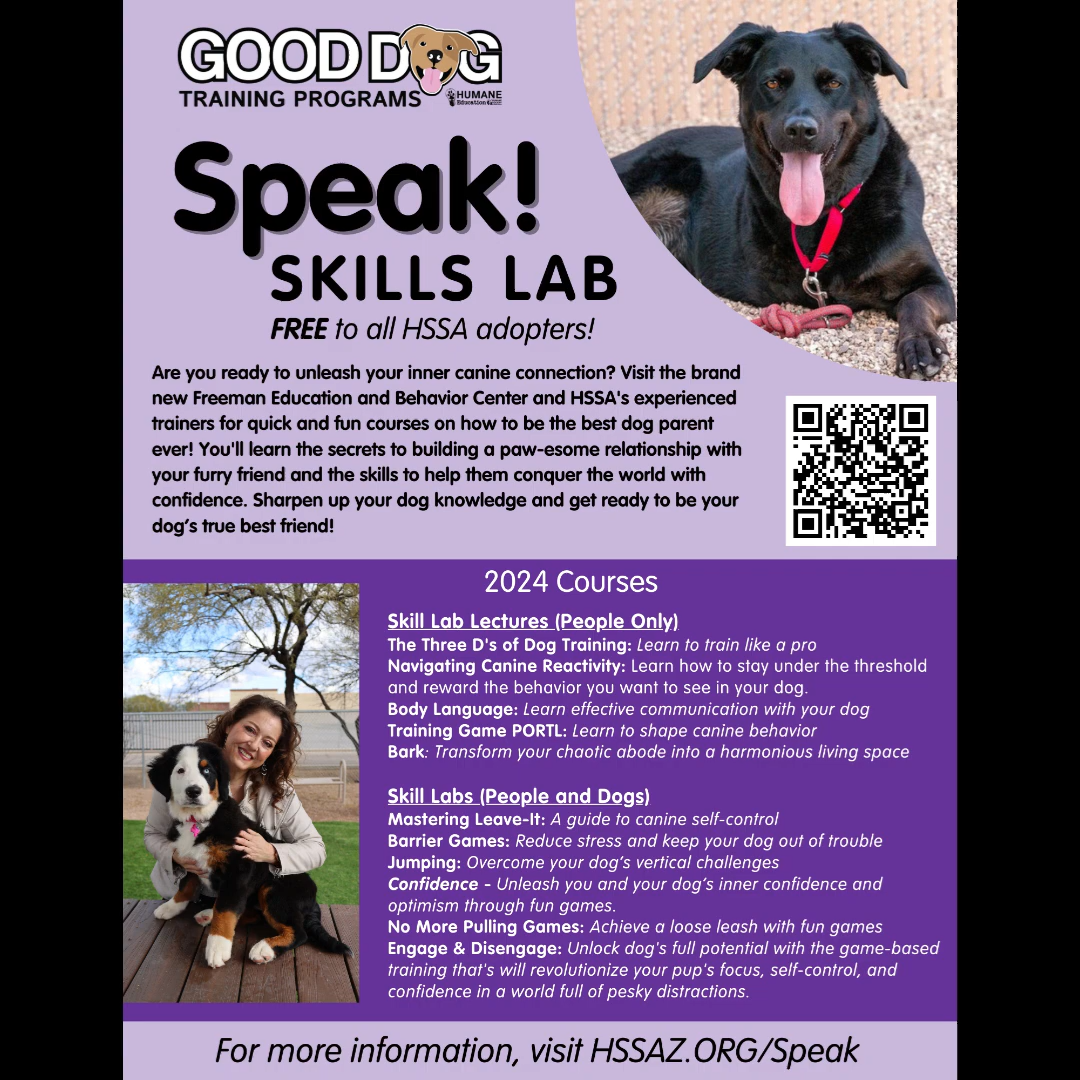 GOOD DOG
TRAINING PROGRAMS
HUMANE
Education
Speak!
SKILLS LAB
FREE to all HSSA adopters!
Are you ready to unleash your inner canine connection? Visit the brand
new Freeman Education and Behavior Center and HSSA's experienced
trainers for quick and fun courses on how to be the best dog parent
ever! You'll learn the secrets to building a paw-esome relationship with
your furry friend and the skills to help them conquer the world with
confidence. Sharpen up your dog knowledge and get ready to be your
dog's true best friend!
2024 Courses
Skill Lab Lectures (People Only)
The Three D's of Dog Training: Learn to train like a pro
Navigating Canine Reactivity: Learn how to stay under the threshold
and reward the behavior you want to see in your dog.
Body Language: Learn effective communication with your dog
Training Game PORTL: Learn to shape canine behavior
Bark: Transform your chaotic abode into a harmonious living space
Skill Labs (People and Dogs)
Mastering Leave-It: A guide to canine self-control
Barrier Games: Reduce stress and keep your dog out of trouble
Jumping: Overcome your dog's vertical challenges
Confidence - Unleash you and your dog's inner confidence and
optimism through fun games.
No More Pulling Games: Achieve a loose leash with fun games
Engage & Disengage: Unlock dog's full potential with the game-based
training that's will revolutionize your pup's focus, self-control, and
confidence in a world full of pesky distractions.
For more information, visit HSSAZ.ORG/Speak